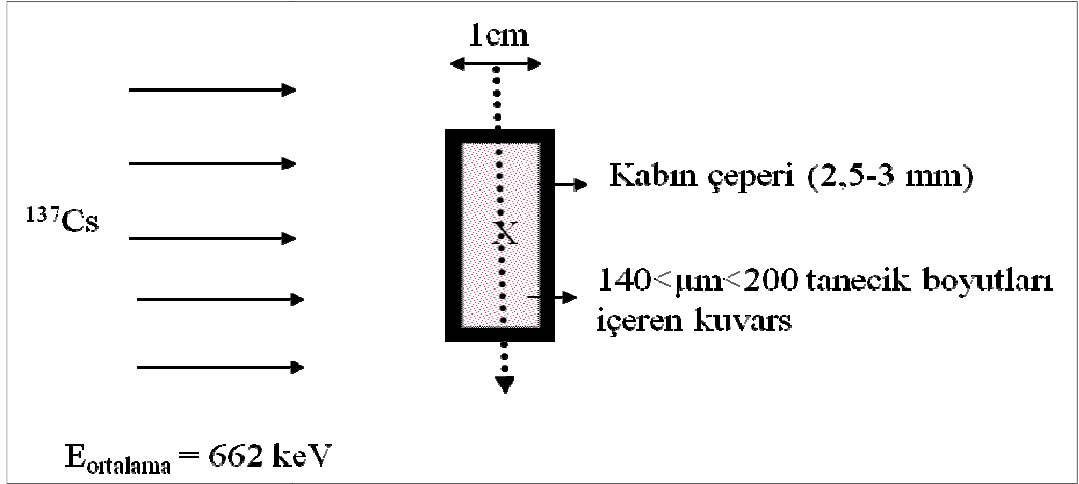 1cm
Kabın çeperi (2,5-3 mm)
X
¹³⁷Cs
140<µm<200 tanecik boyutları
içeren kuvars
Eortalama = 662 keV